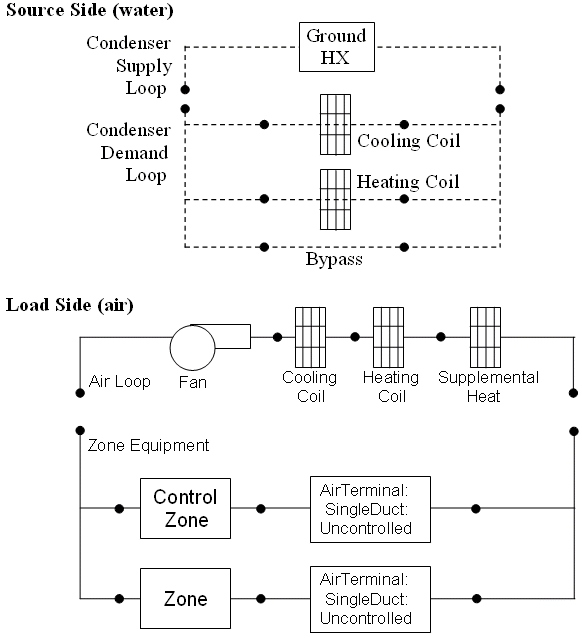 Source Side (water)
Condenser
Supply
Loop
Ground
HX
Condenser
Demand
Loop
Cooling Coil
Heating Coil
Bypass
Load Side (air)
Air Loop
Fan
Cooling
Coil
Heating
Coil
Supplemental
Heat
Zone Equipment
Control
Zone
AirTerminal:
SingleDuct:
Uncontrolled
Zone
AirTerminal:
SingleDuct:
Uncontrolled